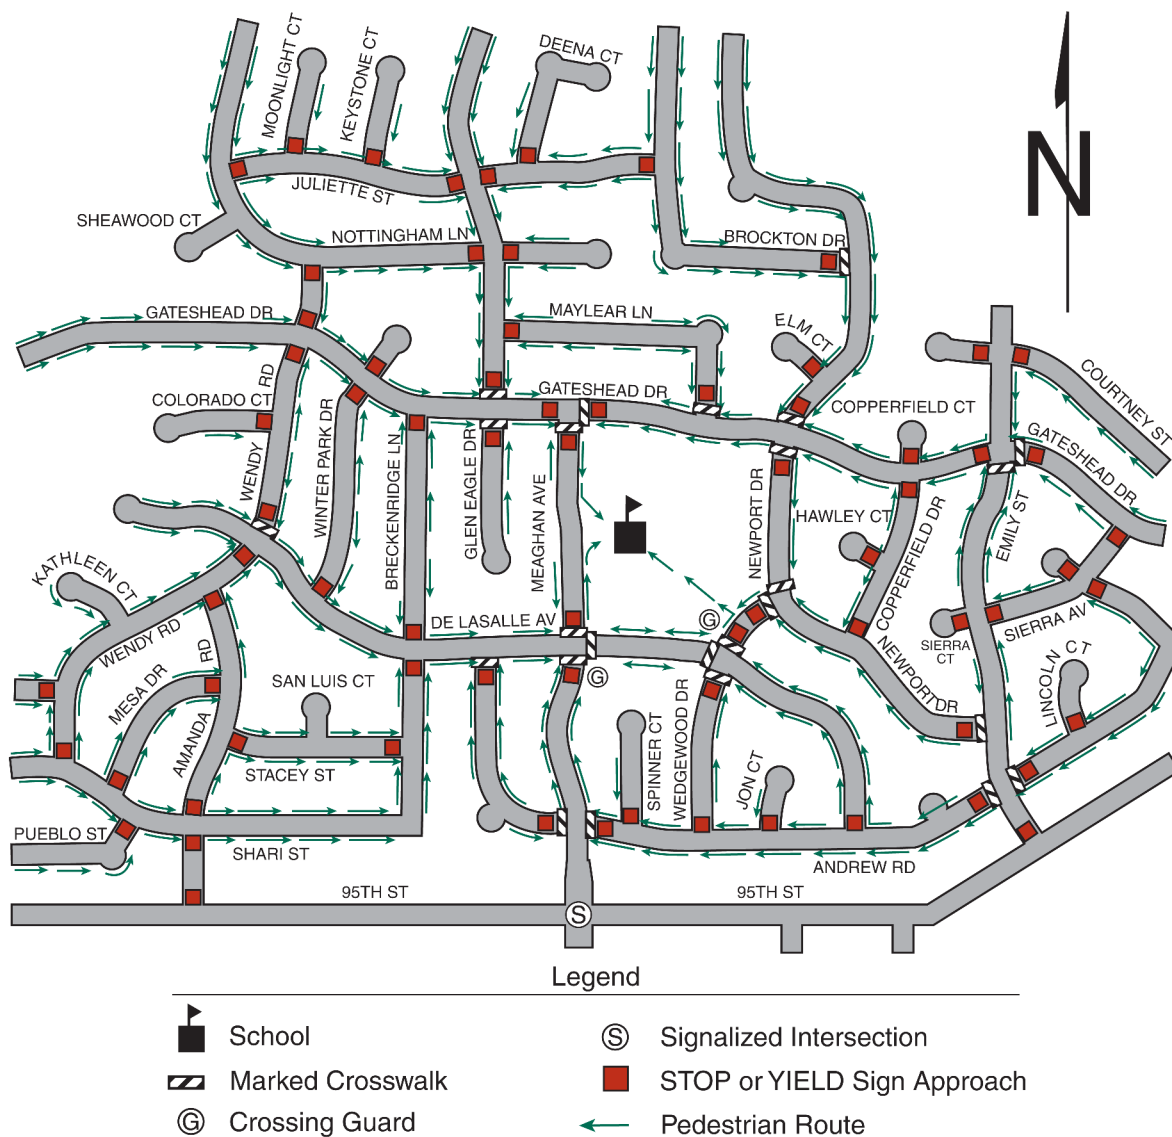 MOONLIGHT CT
KEYSTONE CT
DEENA CT
JULIETTE ST
SHEAWOOD CT
NOTTINGHAM LN
BROCKTON DR
N
GATESHEAD DR
MAYLEAR LN
ELM CT
COURTNEY ST
COLORADO CT
WENDY RD
WINTER PARK DR
BRECKENRIDGE LN
GATESHEAD DR
COPPERFIELD CT
GATESHEAD DR
GLEN EAGLE DR
MEAGHAN AVE
NEWPORT DR
HAWLEY CT
COPPERFIELD DR
EMILY ST
KATHLEEN CT
WENDY RD
DE LASALLE AV
G
SIERRA AV
SIERRA
CT
LINCOLN CT
NEWPORT DR
MESA DR
AMANDA RD
SAN LUIS CT
G
STACEY ST
SPINNER CT
WEDGEWOOD DR
JON CT
PUEBLO ST
SHARI ST
ANDREW RD
95TH ST
95TH ST
S
Legend
School
S Signalized Intersection
Marked Crosswalk
STOP or YIELD Sign Approach
G Crossing Guard
Pedestrian Route